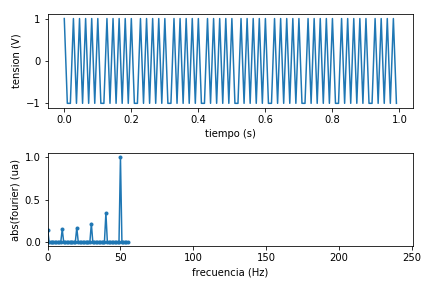 tension (V)
1
0
−1
0.0 0.2 0.4 0.6 0.8 1.0
tiempo (s)
abs(fourier) (ua)
1.0
0.5
0.0
0 50 100 150 200 250
frecuencia (Hz)